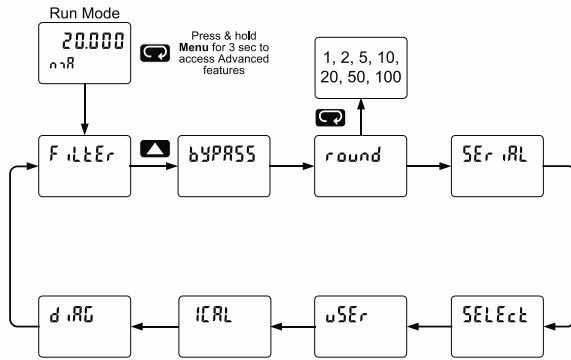 Run Mode
20.000
mA
Press & hold
Menu for 3 sec to
access Advanced
features
1, 2, 5, 10,
20, 50, 100
FiLtEr
bYPASS
round
SEriAL
diAG
ICAL
uSEr
SELEct